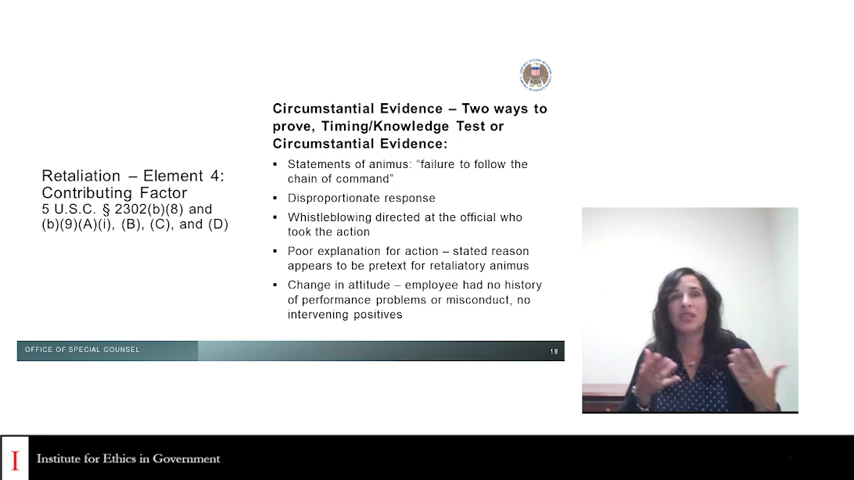 Retaliation – Element 4:
Contributing Factor
5 U.S.C. § 2302(b)(8) and
(b)(9)(A)(i), (B), (C), and (D)
Circumstantial Evidence – Two ways to
prove, Timing/Knowledge Test or
Circumstantial Evidence:
▪ Statements of animus: "failure to follow the
chain of command"
▪ Disproportionate response
▪ Whistleblowing directed at the official who
took the action
▪ Poor explanation for action – stated reason
appears to be pretext for retaliatory animus
▪ Change in attitude – employee had no history
of performance problems or misconduct, no
intervening positives
OFFICE OF SPECIAL COUNSEL
18
I
Institute for Ethics in Government